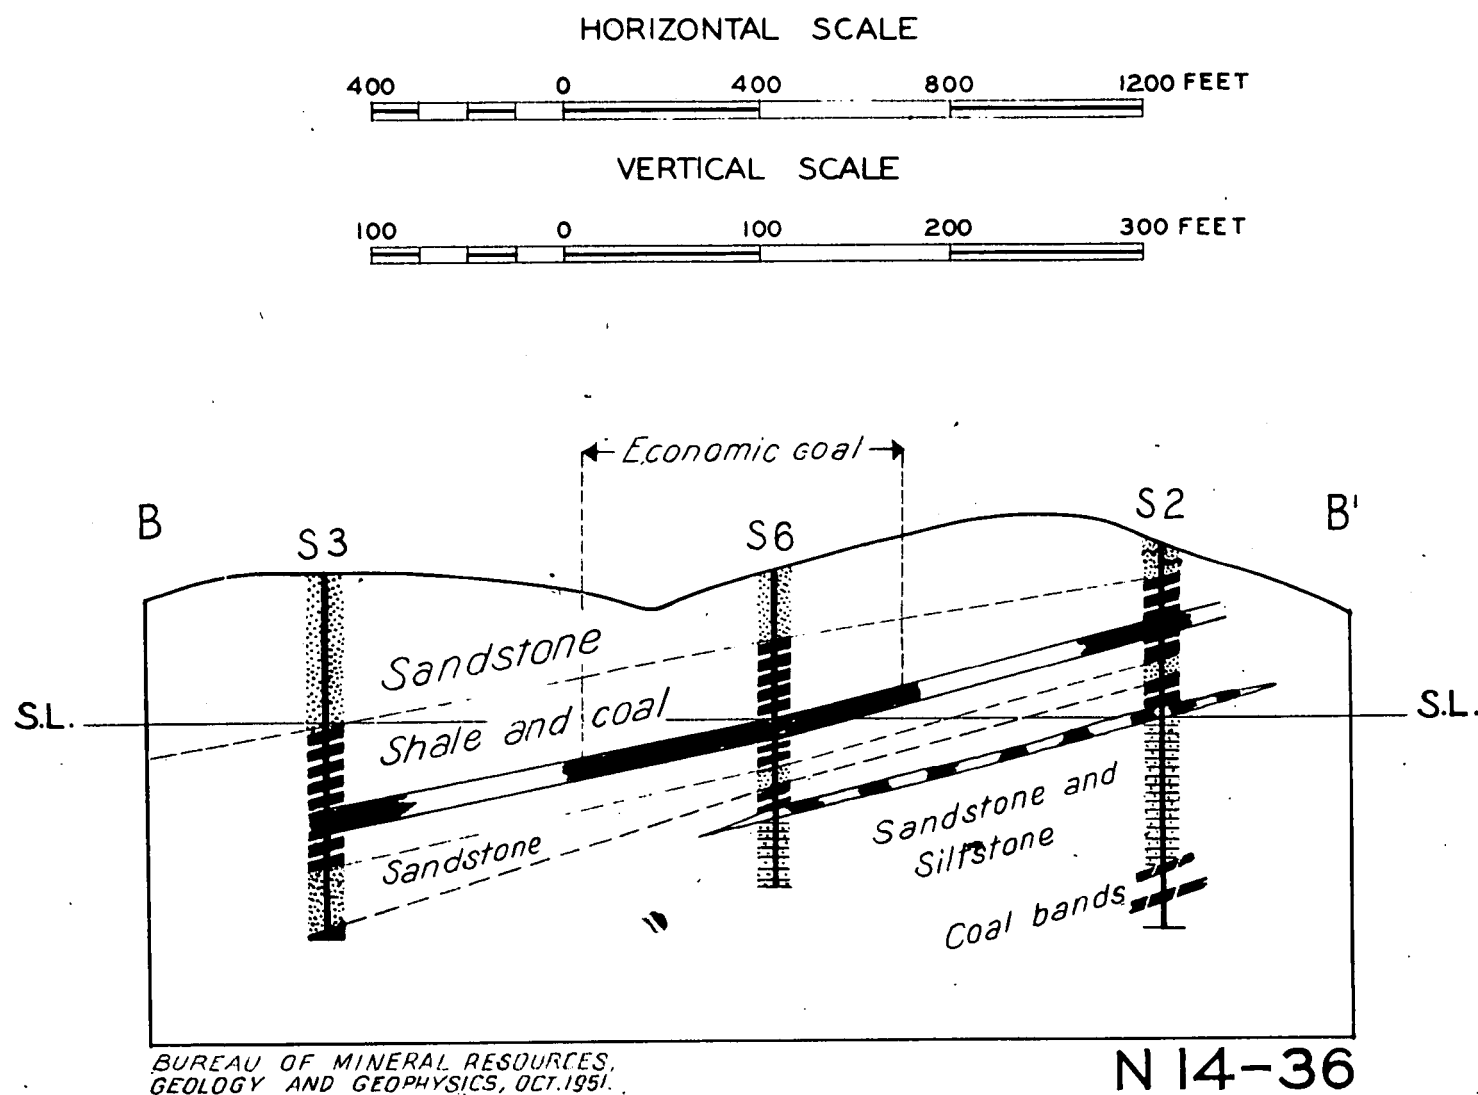 HORIZONTAL SCALE
400 0 400 800 1200 FEET
VERTICAL SCALE
100 0 100 200 300 FEET
Economic coal
B S3 S6 S2 B'
Sandstone
S.L. S.L.
Shale and coal
Sandstone and
Siltstone
Sandstone
Coal bands
BUREAU OF MINERAL RESOURCES,
GEOLOGY AND GEOPHYSICS, OCT.1951.
N 14-36